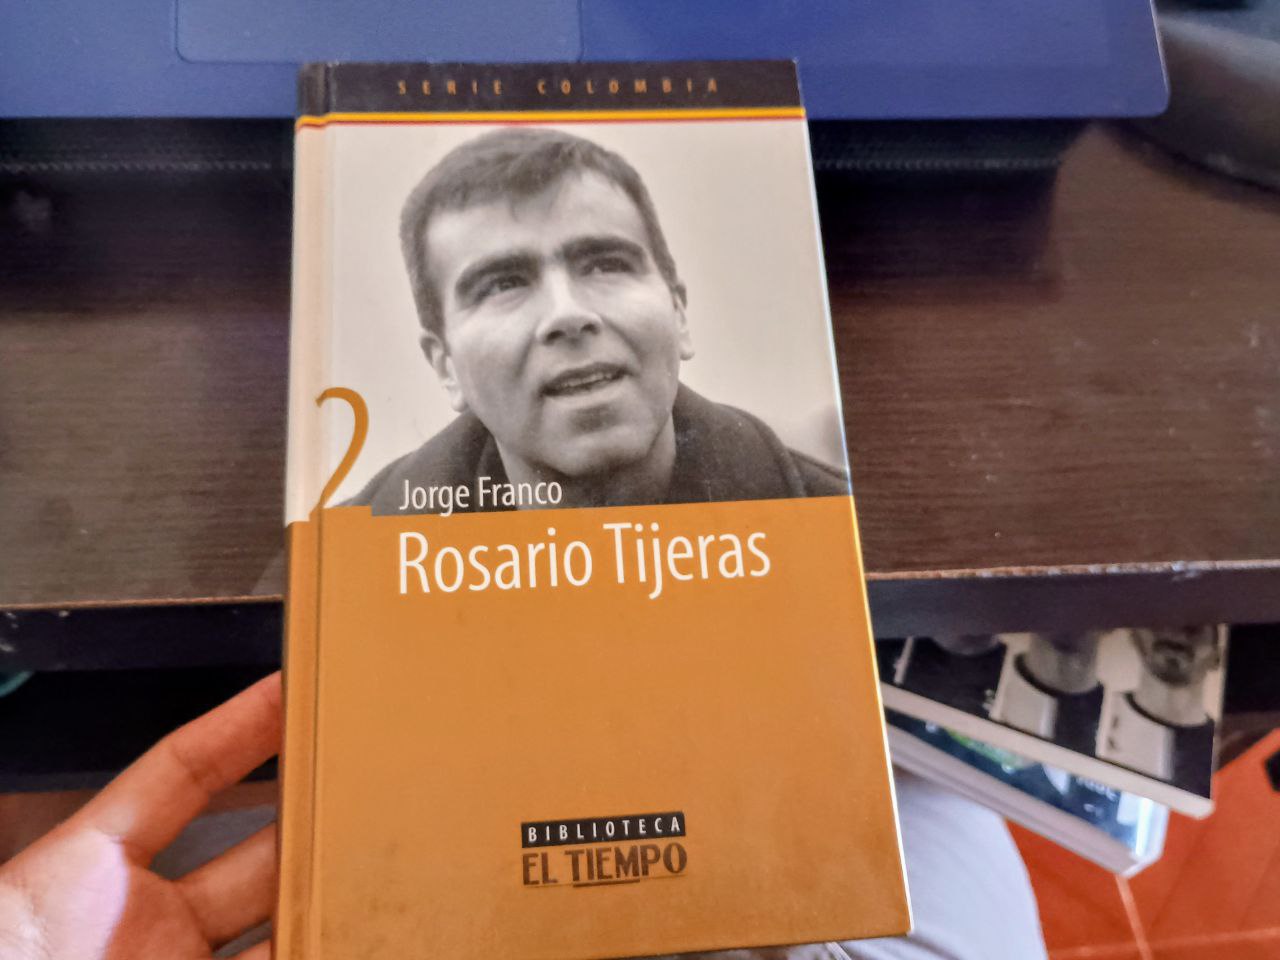 SERIE COLOMBIA
2
Jorge Franco
Rosario Tijeras
BIBLIOTECA
EL TIEMPO